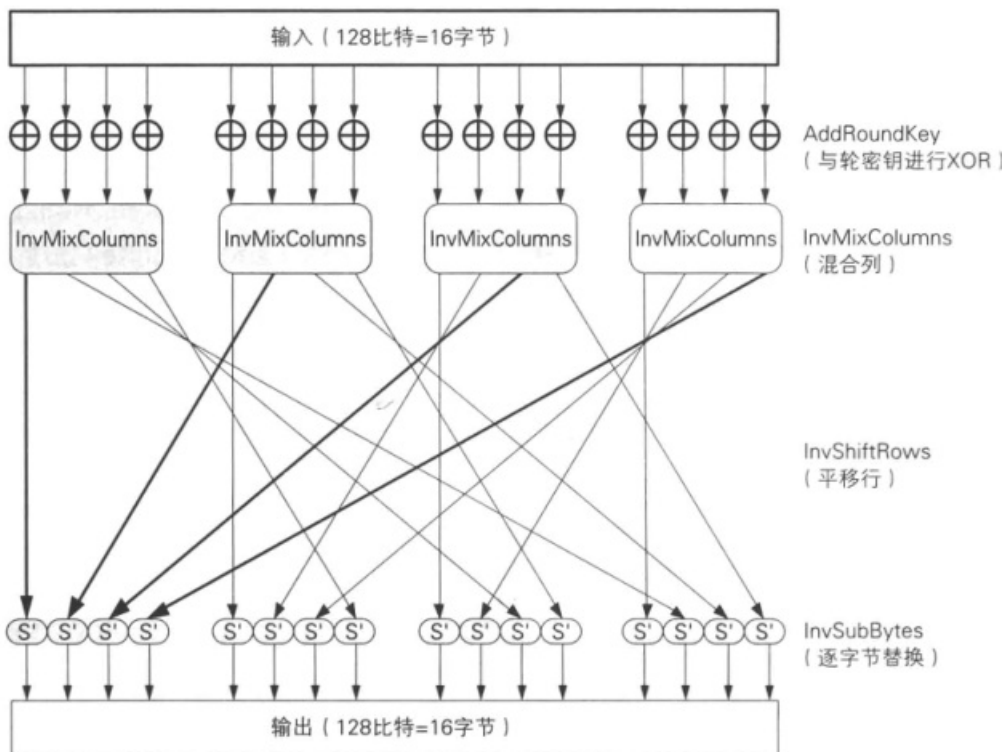 输入（128比特=16字节）
AddRoundKey
（与轮密钥进行XOR）
InvMixColumns InvMixColumns InvMixColumns InvMixColumns
InvMixColumns
（混合列）
InvShiftRows
（平移行）
S' S' S' S' S' S' S' S' S' S' S' S' S' S' S' S'
InvSubBytes
（逐字节替换）
输出（128比特=16字节）